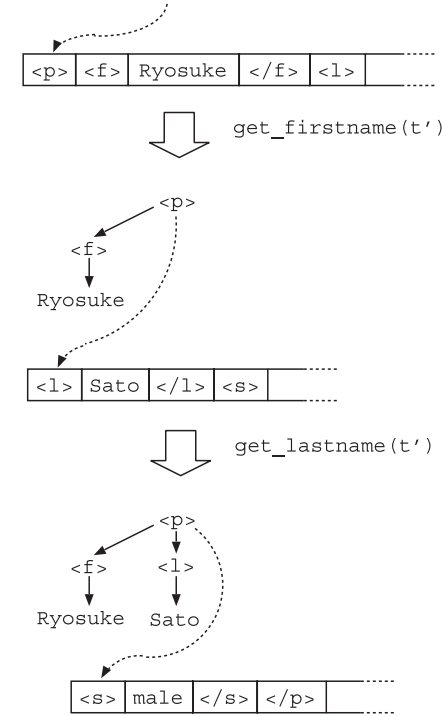 <p> <f> Ryosuke </f> <l>
get_firstname(t′)
<p>
<f>
Ryosuke
<l> Sato </l> <s>
get_lastname(t′)
<p>
<f> <l>
Ryosuke Sato
<s> male </s> </p>